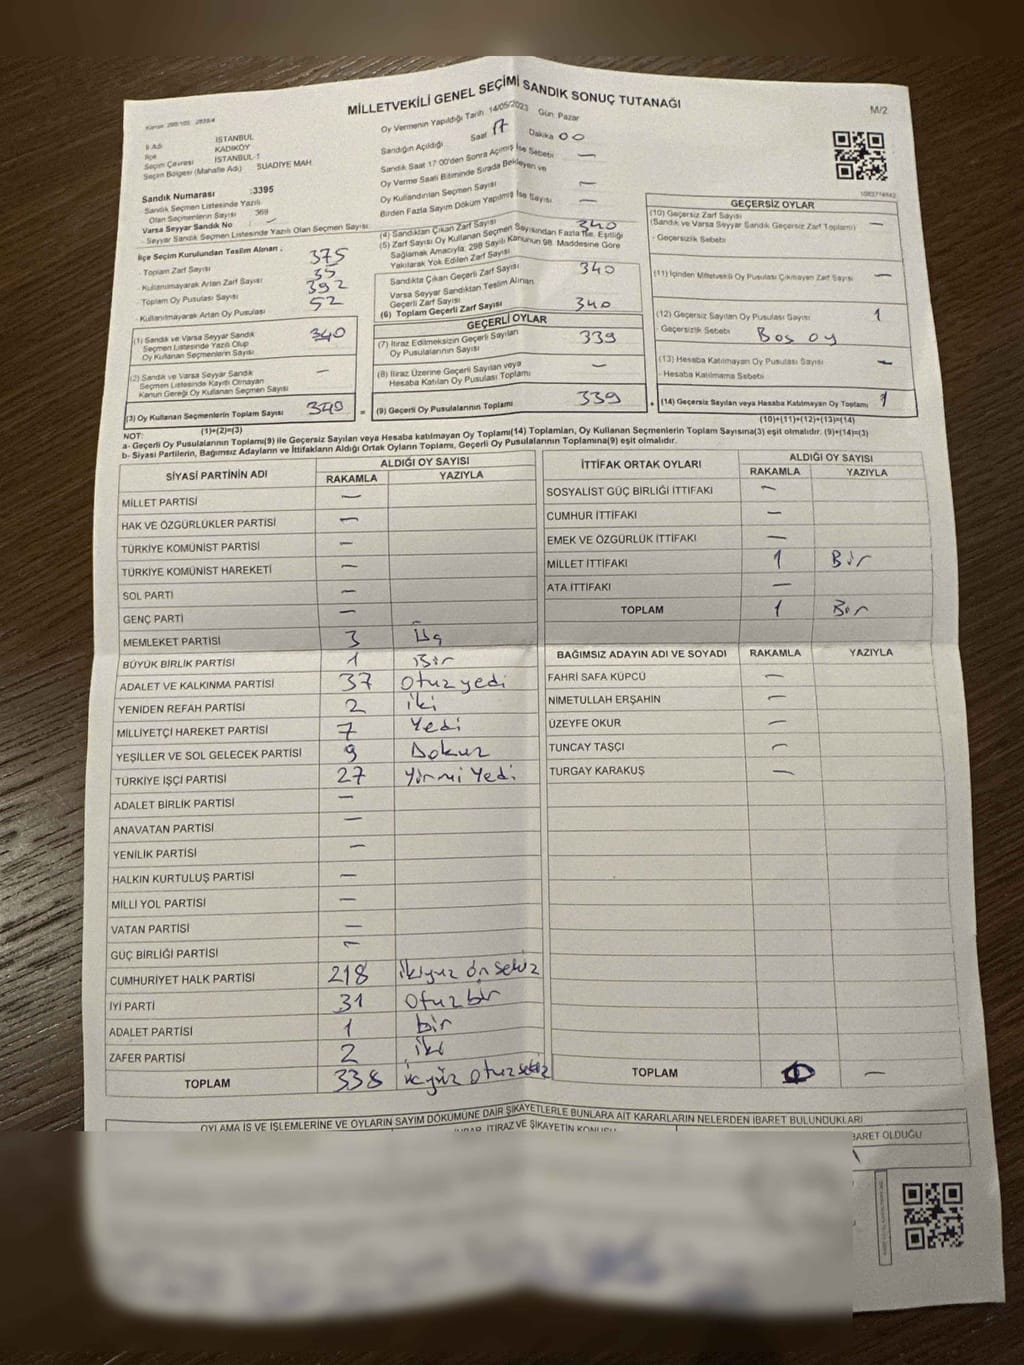 MİLLETVEKİLİ GENEL SEÇİMİ SANDIK SONUÇ TUTANAĞI
M/2
İl Adı İSTANBUL
İlçe KADIKÖY
Seçim Çevresi İSTANBUL-1
Seçim Bölgesi (Mahalle Adı) SUADİYE MAH
Sandık Numarası :3395
Sandık Seçmen Listesinde Yazılı
Olan Seçmenlerin Sayısı 369
Varsa Seyyar Sandık No
- Seyyar Sandık Seçmen Listesinde Yazılı Olan Seçmen Sayısı
Oy Vermenin Yapıldığı Tarih 14/05/2023 Gün Pazar
Sandığın Açıldığı Saat 17 Dakika 00
Sandık Saat 17:00'den Sonra Açılmış İse Sebebi —
Oy Verme Saati Bitiminde Sırada Bekleyen ve
Oy Kullandırılan Seçmen Sayısı —
Birden Fazla Sayım Döküm Yapılmış İse Sayısı —
İlçe Seçim Kurulundan Teslim Alınan :
- Toplam Zarf Sayısı 375
- Kullanılmayarak Artan Zarf Sayısı 35
- Toplam Oy Pusulası Sayısı 392
- Kullanılmayarak Artan Oy Pusulası 52
(1) Sandık ve Varsa Seyyar Sandık
Seçmen Listesinde Yazılı Olup
Oy Kullanan Seçmenlerin Sayısı 340
(2) Sandık ve Varsa Seyyar Sandık
Seçmen Listesinde Kayıtlı Olmayan
Kanun Gereği Oy Kullanan Seçmen Sayısı —
(3) Oy Kullanan Seçmenlerin Toplam Sayısı 340
(1)+(2)=(3)
(4) Sandıktan Çıkan Zarf Sayısı 340
(5) Zarf Sayısı Oy Kullanan Seçmen Sayısından Fazla İse, Eşitliği
Sağlamak Amacıyla, 298 Sayılı Kanunun 98. Maddesine Göre
Yakılarak Yok Edilen Zarf Sayısı
Sandıkta Çıkan Geçerli Zarf Sayısı 340
Varsa Seyyar Sandıktan Teslim Alınan
Geçerli Zarf Sayısı
(6) Toplam Geçerli Zarf Sayısı 340
GEÇERLİ OYLAR
(7) İtiraz Edilmeksizin Geçerli Sayılan
Oy Pusulalarının Sayısı 339
(8) İtiraz Üzerine Geçerli Sayılan veya
Hesaba Katılan Oy Pusulası Toplamı —
= (9) Geçerli Oy Pusulalarının Toplamı 339
GEÇERSİZ OYLAR
(10) Geçersiz Zarf Sayısı
(Sandık ve Varsa Seyyar Sandık Geçersiz Zarf Toplamı) —
- Geçersizlik Sebebi
(11) İçinden Milletvekili Oy Pusulası Çıkmayan Zarf Sayısı —
(12) Geçersiz Sayılan Oy Pusulası Sayısı 1
- Geçersizlik Sebebi Boş oy
(13) Hesaba Katılmayan Oy Pusulası Sayısı —
- Hesaba Katılmama Sebebi
+ (14) Geçersiz Sayılan veya Hesaba Katılmayan Oy Toplamı 1
(10)+(11)+(12)+(13)=(14)
NOT:
a- Geçerli Oy Pusulalarının Toplamı(9) ile Geçersiz Sayılan veya Hesaba katılmayan Oy Toplamı(14) Toplamları, Oy Kullanan Seçmenlerin Toplam Sayısına(3) eşit olmalıdır. (9)+(14)=(3)
b- Siyasi Partilerin, Bağımsız Adayların ve İttifakların Aldığı Ortak Oyların Toplamı, Geçerli Oy Pusulalarının Toplamına(9) eşit olmalıdır.
SİYASİ PARTİNİN ADI ALDIĞI OY SAYISI
RAKAMLA YAZIYLA
MİLLET PARTİSİ —
HAK VE ÖZGÜRLÜKLER PARTİSİ —
TÜRKİYE KOMÜNİST PARTİSİ —
TÜRKİYE KOMÜNİST HAREKETİ —
SOL PARTİ —
GENÇ PARTİ —
MEMLEKET PARTİSİ 3 Üç
BÜYÜK BİRLİK PARTİSİ 1 Bir
ADALET VE KALKINMA PARTİSİ 37 Otuz yedi
YENİDEN REFAH PARTİSİ 2 iki
MİLLİYETÇİ HAREKET PARTİSİ 7 Yedi
YEŞİLLER VE SOL GELECEK PARTİSİ 9 Dokuz
TÜRKİYE İŞÇİ PARTİSİ 27 Yirmi Yedi
ADALET BİRLİK PARTİSİ —
ANAVATAN PARTİSİ —
YENİLİK PARTİSİ —
HALKIN KURTULUŞ PARTİSİ —
MİLLİ YOL PARTİSİ —
VATAN PARTİSİ —
GÜÇ BİRLİĞİ PARTİSİ —
CUMHURİYET HALK PARTİSİ 218 ikiyüz on sekiz
İYİ PARTİ 31 Otuz bir
ADALET PARTİSİ 1 bir
ZAFER PARTİSİ 2 iki
TOPLAM 338 üçyüz otuz sekiz
İTTİFAK ORTAK OYLARI ALDIĞI OY SAYISI
RAKAMLA YAZIYLA
SOSYALİST GÜÇ BİRLİĞİ İTTİFAKI —
CUMHUR İTTİFAKI —
EMEK VE ÖZGÜRLÜK İTTİFAKI —
MİLLET İTTİFAKI 1 Bir
ATA İTTİFAKI —
TOPLAM 1 Bir
BAĞIMSIZ ADAYIN ADI VE SOYADI RAKAMLA YAZIYLA
FAHRİ SAFA KÜPCÜ —
NİMETULLAH ERŞAHİN —
ÜZEYFE OKUR —
TUNCAY TAŞÇI —
TURGAY KARAKUŞ —
TOPLAM —
OYLAMA İŞ VE İŞLEMLERİNE VE OYLARIN SAYIM DÖKÜMÜNE DAİR ŞİKAYETLERLE BUNLARA AİT KARARLARIN NELERDEN İBARET BULUNDUKLARI
İTİRAZ VE ŞİKAYETİN KONUSU
İBARET OLDUĞU